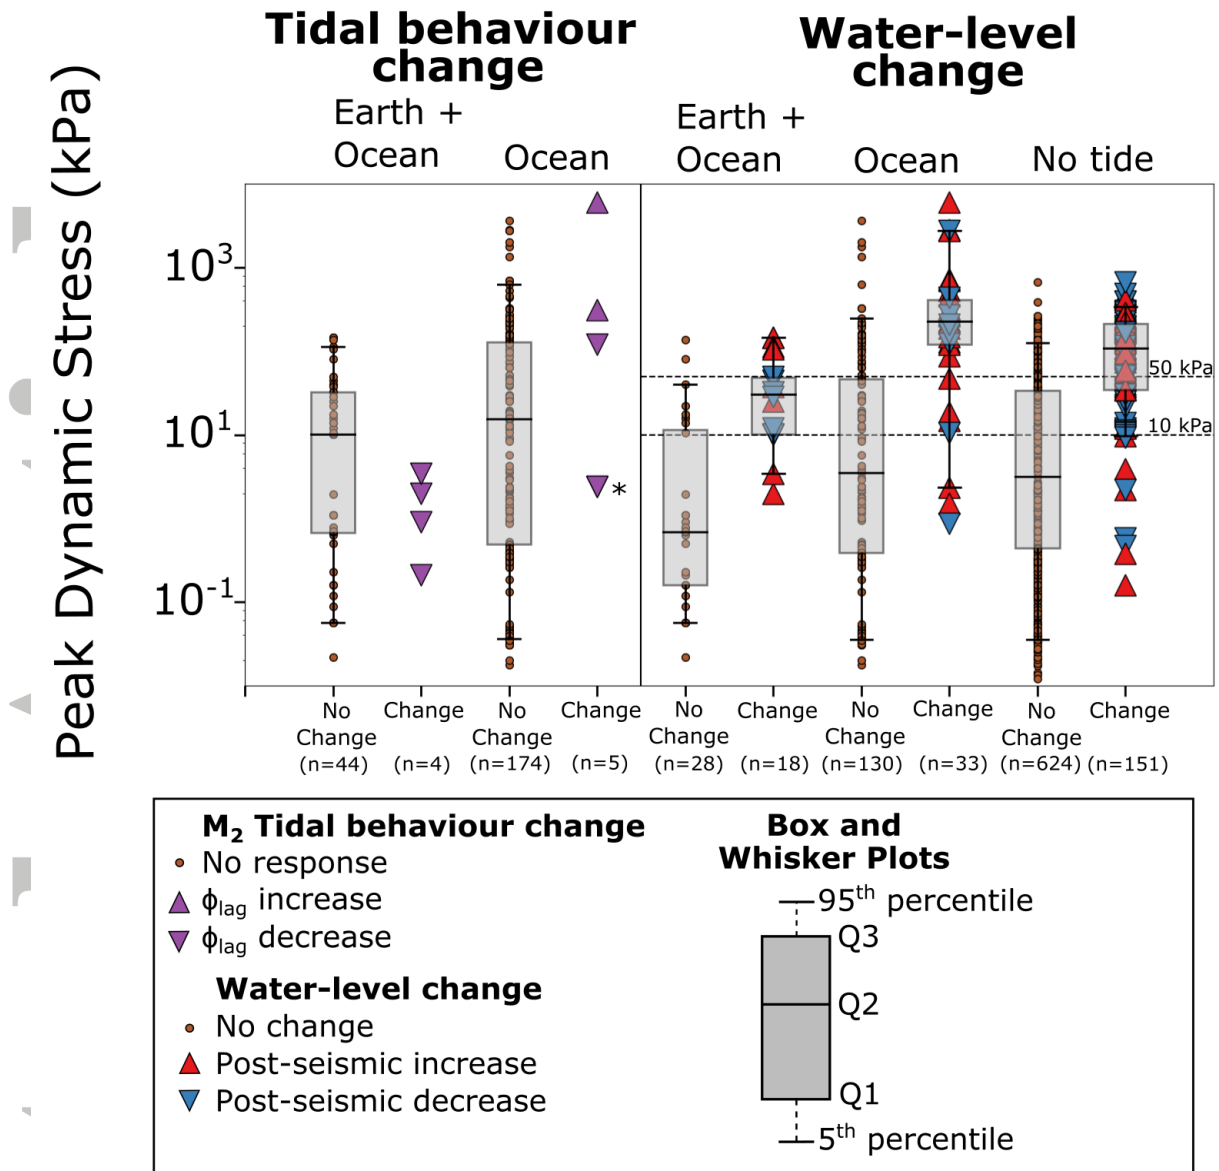 Tidal behaviour
change
Water-level
change
Earth +
Ocean
Ocean
Earth +
Ocean
Ocean
No tide
Peak Dynamic Stress (kPa)
10³
10¹
10⁻¹
50 kPa
10 kPa
*
No
Change
(n=44)
Change
(n=4)
No
Change
(n=174)
Change
(n=5)
No
Change
(n=28)
Change
(n=18)
No
Change
(n=130)
Change
(n=33)
No
Change
(n=624)
Change
(n=151)
M₂ Tidal behaviour change
No response
ϕlag increase
ϕlag decrease
Water-level change
No change
Post-seismic increase
Post-seismic decrease
Box and
Whisker Plots
95th percentile
Q3
Q2
Q1
5th percentile